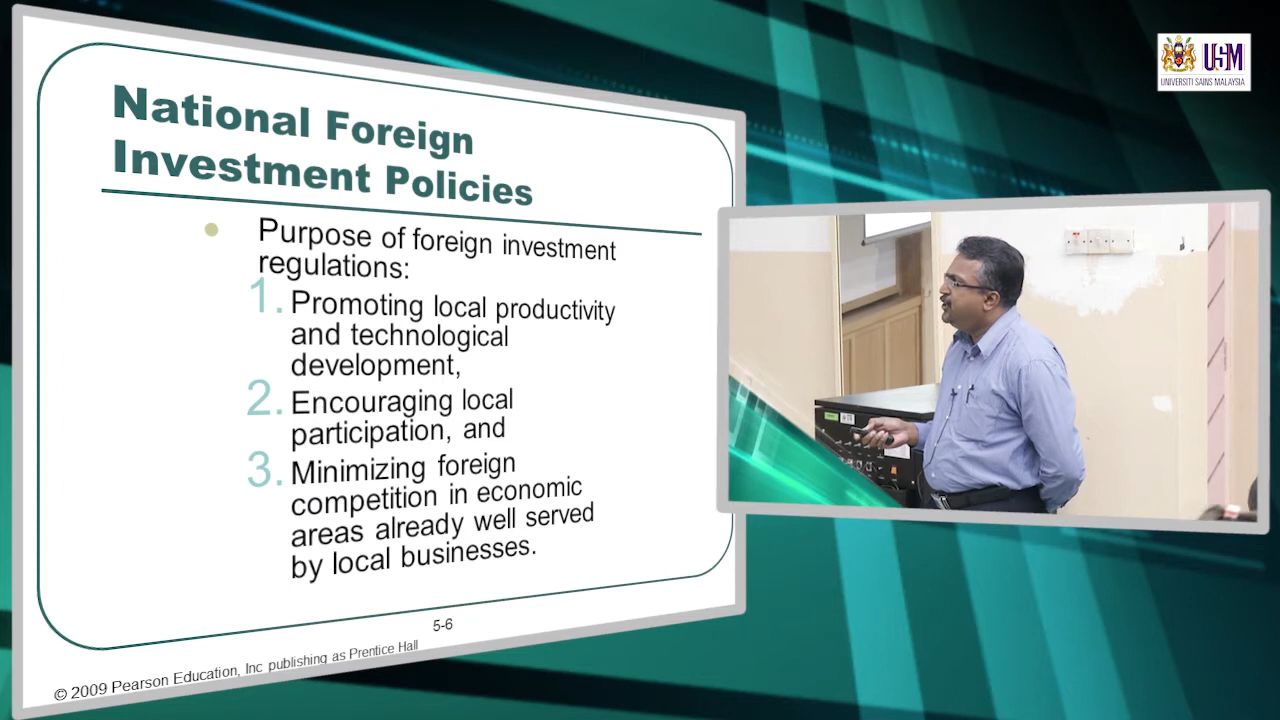 National Foreign
Investment Policies
Purpose of foreign investment
regulations:
1. Promoting local productivity
and technological
development,
2. Encouraging local
participation, and
3. Minimizing foreign
competition in economic
areas already well served
by local businesses.
5-6
© 2009 Pearson Education, Inc publishing as Prentice Hall
USM
UNIVERSITI SAINS MALAYSIA